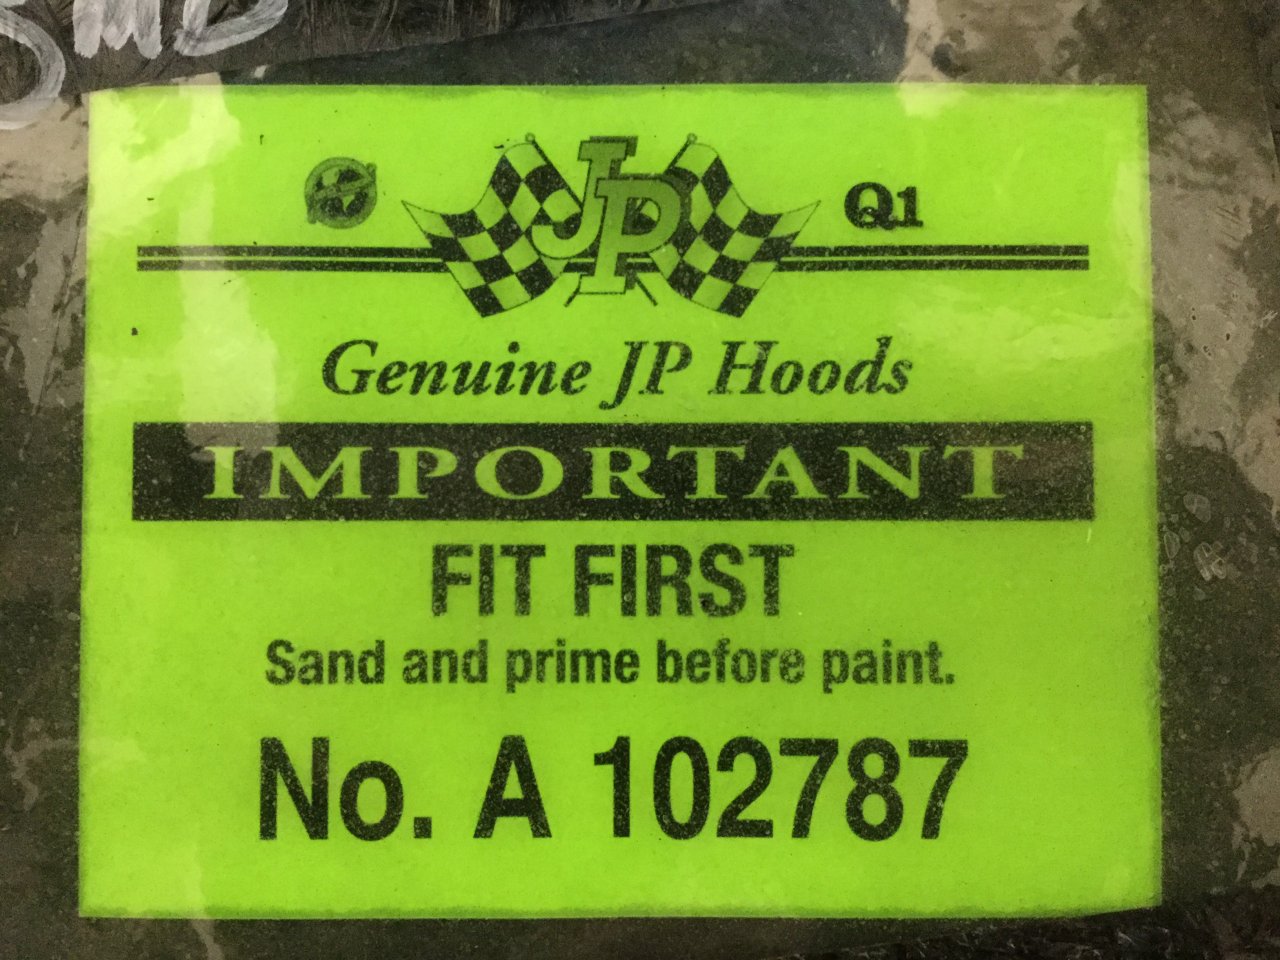 JP
Q1
Genuine JP Hoods
IMPORTANT
FIT FIRST
Sand and prime before paint.
No. A 102787